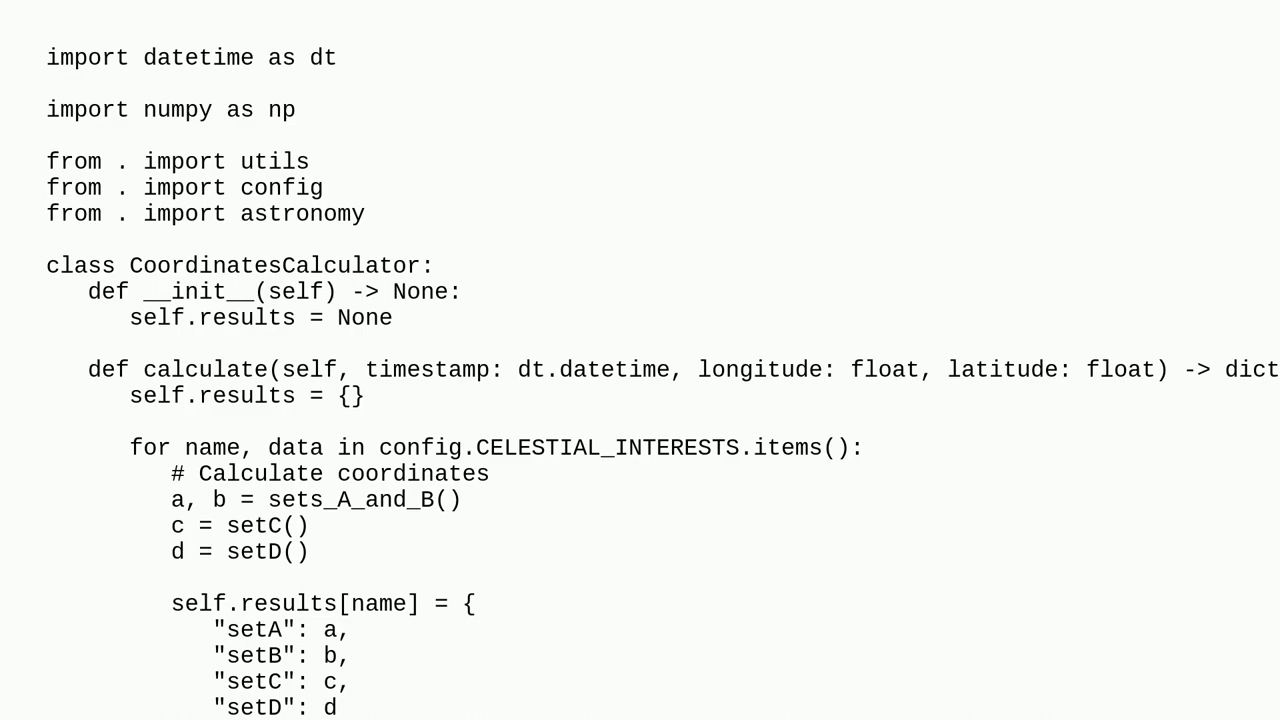 import datetime as dt
import numpy as np
from . import utils
from . import config
from . import astronomy
class CoordinatesCalculator:
def __init__(self) -> None:
self.results = None
def calculate(self, timestamp: dt.datetime, longitude: float, latitude: float) -> dict
self.results = {}
for name, data in config.CELESTIAL_INTERESTS.items():
# Calculate coordinates
a, b = sets_A_and_B()
c = setC()
d = setD()
self.results[name] = {
"setA": a,
"setB": b,
"setC": c,
"setD": d